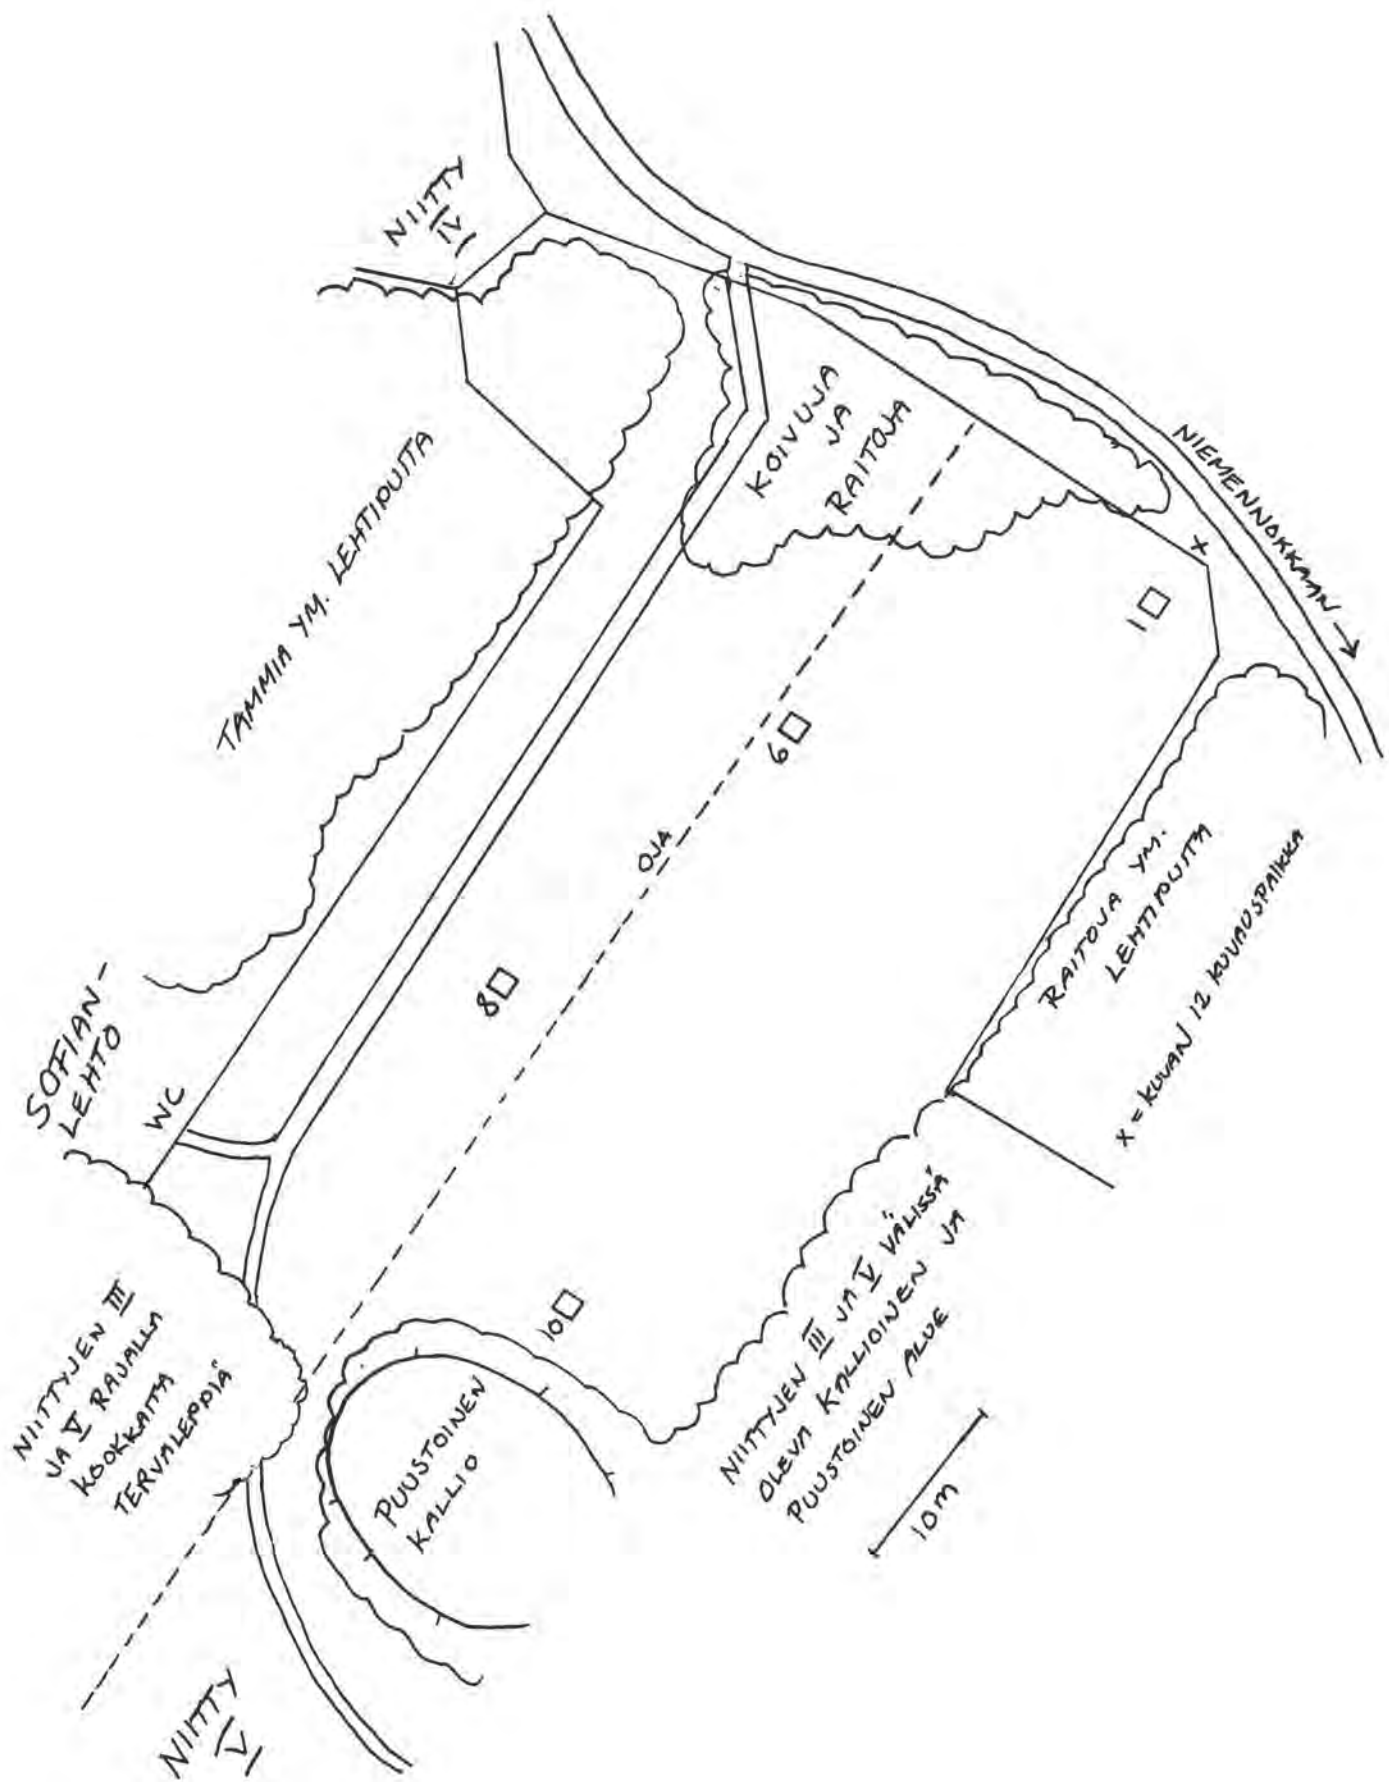 NIITTY
IV
KOIVUJA
JA
RAITOJA
NIEMENNOKKAAN →
TAMMIA YM. LEHTIPUITA
1
6
OJA
8
RAITOJA YM.
LEHTIPUITA
X
X = KUVAN 12 KUVAUSPAIKKA
SOFIAN-
LEHTO
WC
10
NIITTYJEN III
JA V RAJALLA
KOOKKAITA
TERVALEPPIÄ
PUUSTOINEN
KALLIO
NIITTYJEN III JA V VÄLISSÄ
OLEVA KALLIOINEN JA
PUUSTOINEN ALUE
10M
NIITTY
V